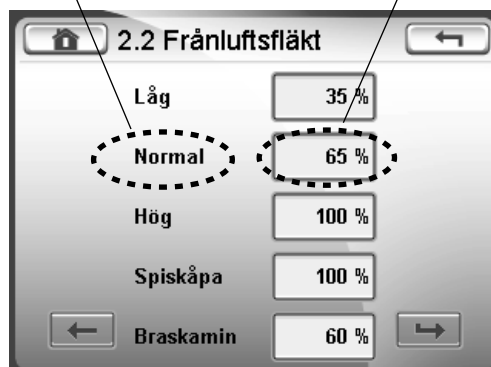 2.2 Frånluftsfläkt
Låg 35 %
Normal 65 %
Hög 100 %
Spiskåpa 100 %
Braskamin 60 %